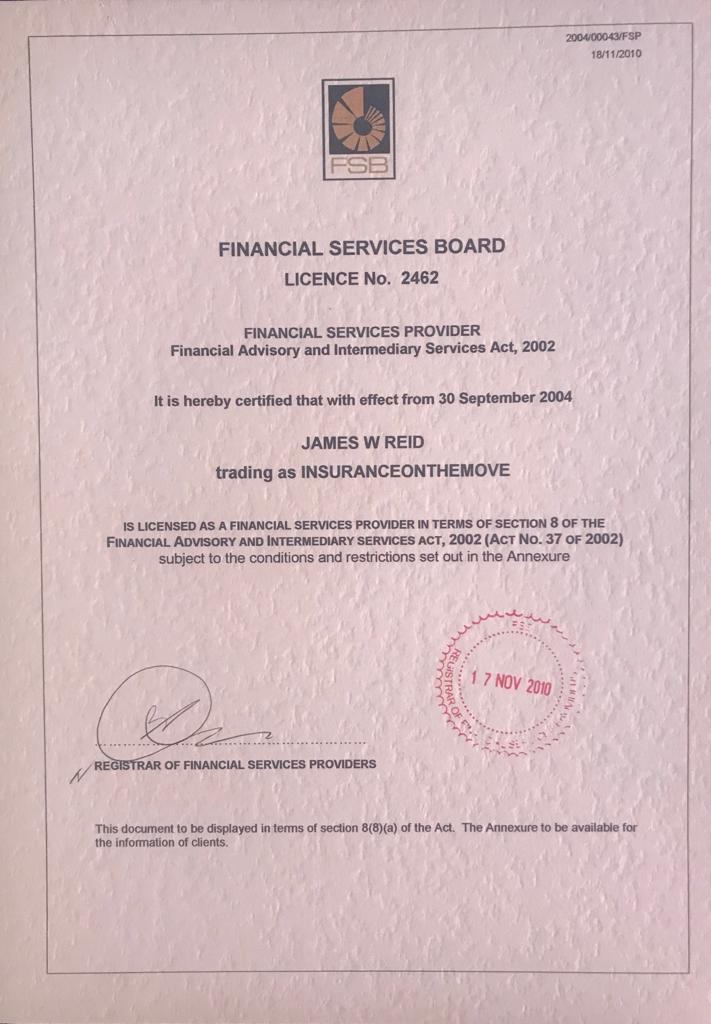 2004/00043/FSP
18/11/2010
FSB
FINANCIAL SERVICES BOARD
LICENCE No. 2462
FINANCIAL SERVICES PROVIDER
Financial Advisory and Intermediary Services Act, 2002
It is hereby certified that with effect from 30 September 2004
JAMES W REID
trading as INSURANCEONTHEMOVE
IS LICENSED AS A FINANCIAL SERVICES PROVIDER IN TERMS OF SECTION 8 OF THE
FINANCIAL ADVISORY AND INTERMEDIARY SERVICES ACT, 2002 (ACT NO. 37 OF 2002)
subject to the conditions and restrictions set out in the Annexure
REGISTRAR OF
17 NOV 2010
REGISTRAR OF FINANCIAL SERVICES PROVIDERS
This document to be displayed in terms of section 8(8)(a) of the Act. The Annexure to be available for
the information of clients.